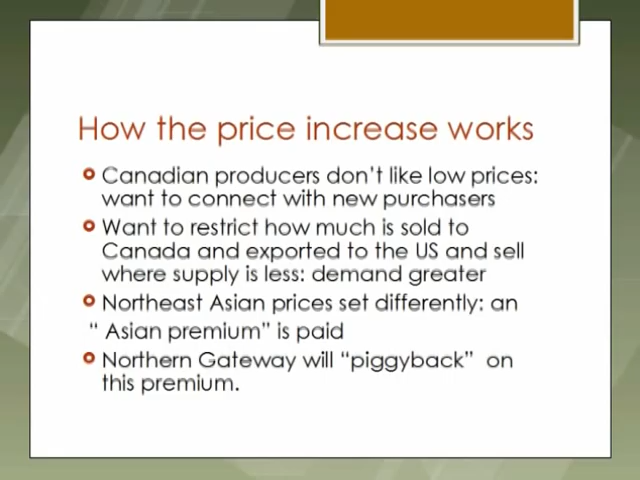 How the price increase works
Canadian producers don't like low prices:
want to connect with new purchasers
Want to restrict how much is sold to
Canada and exported to the US and sell
where supply is less: demand greater
Northeast Asian prices set differently: an
“ Asian premium” is paid
Northern Gateway will “piggyback” on
this premium.